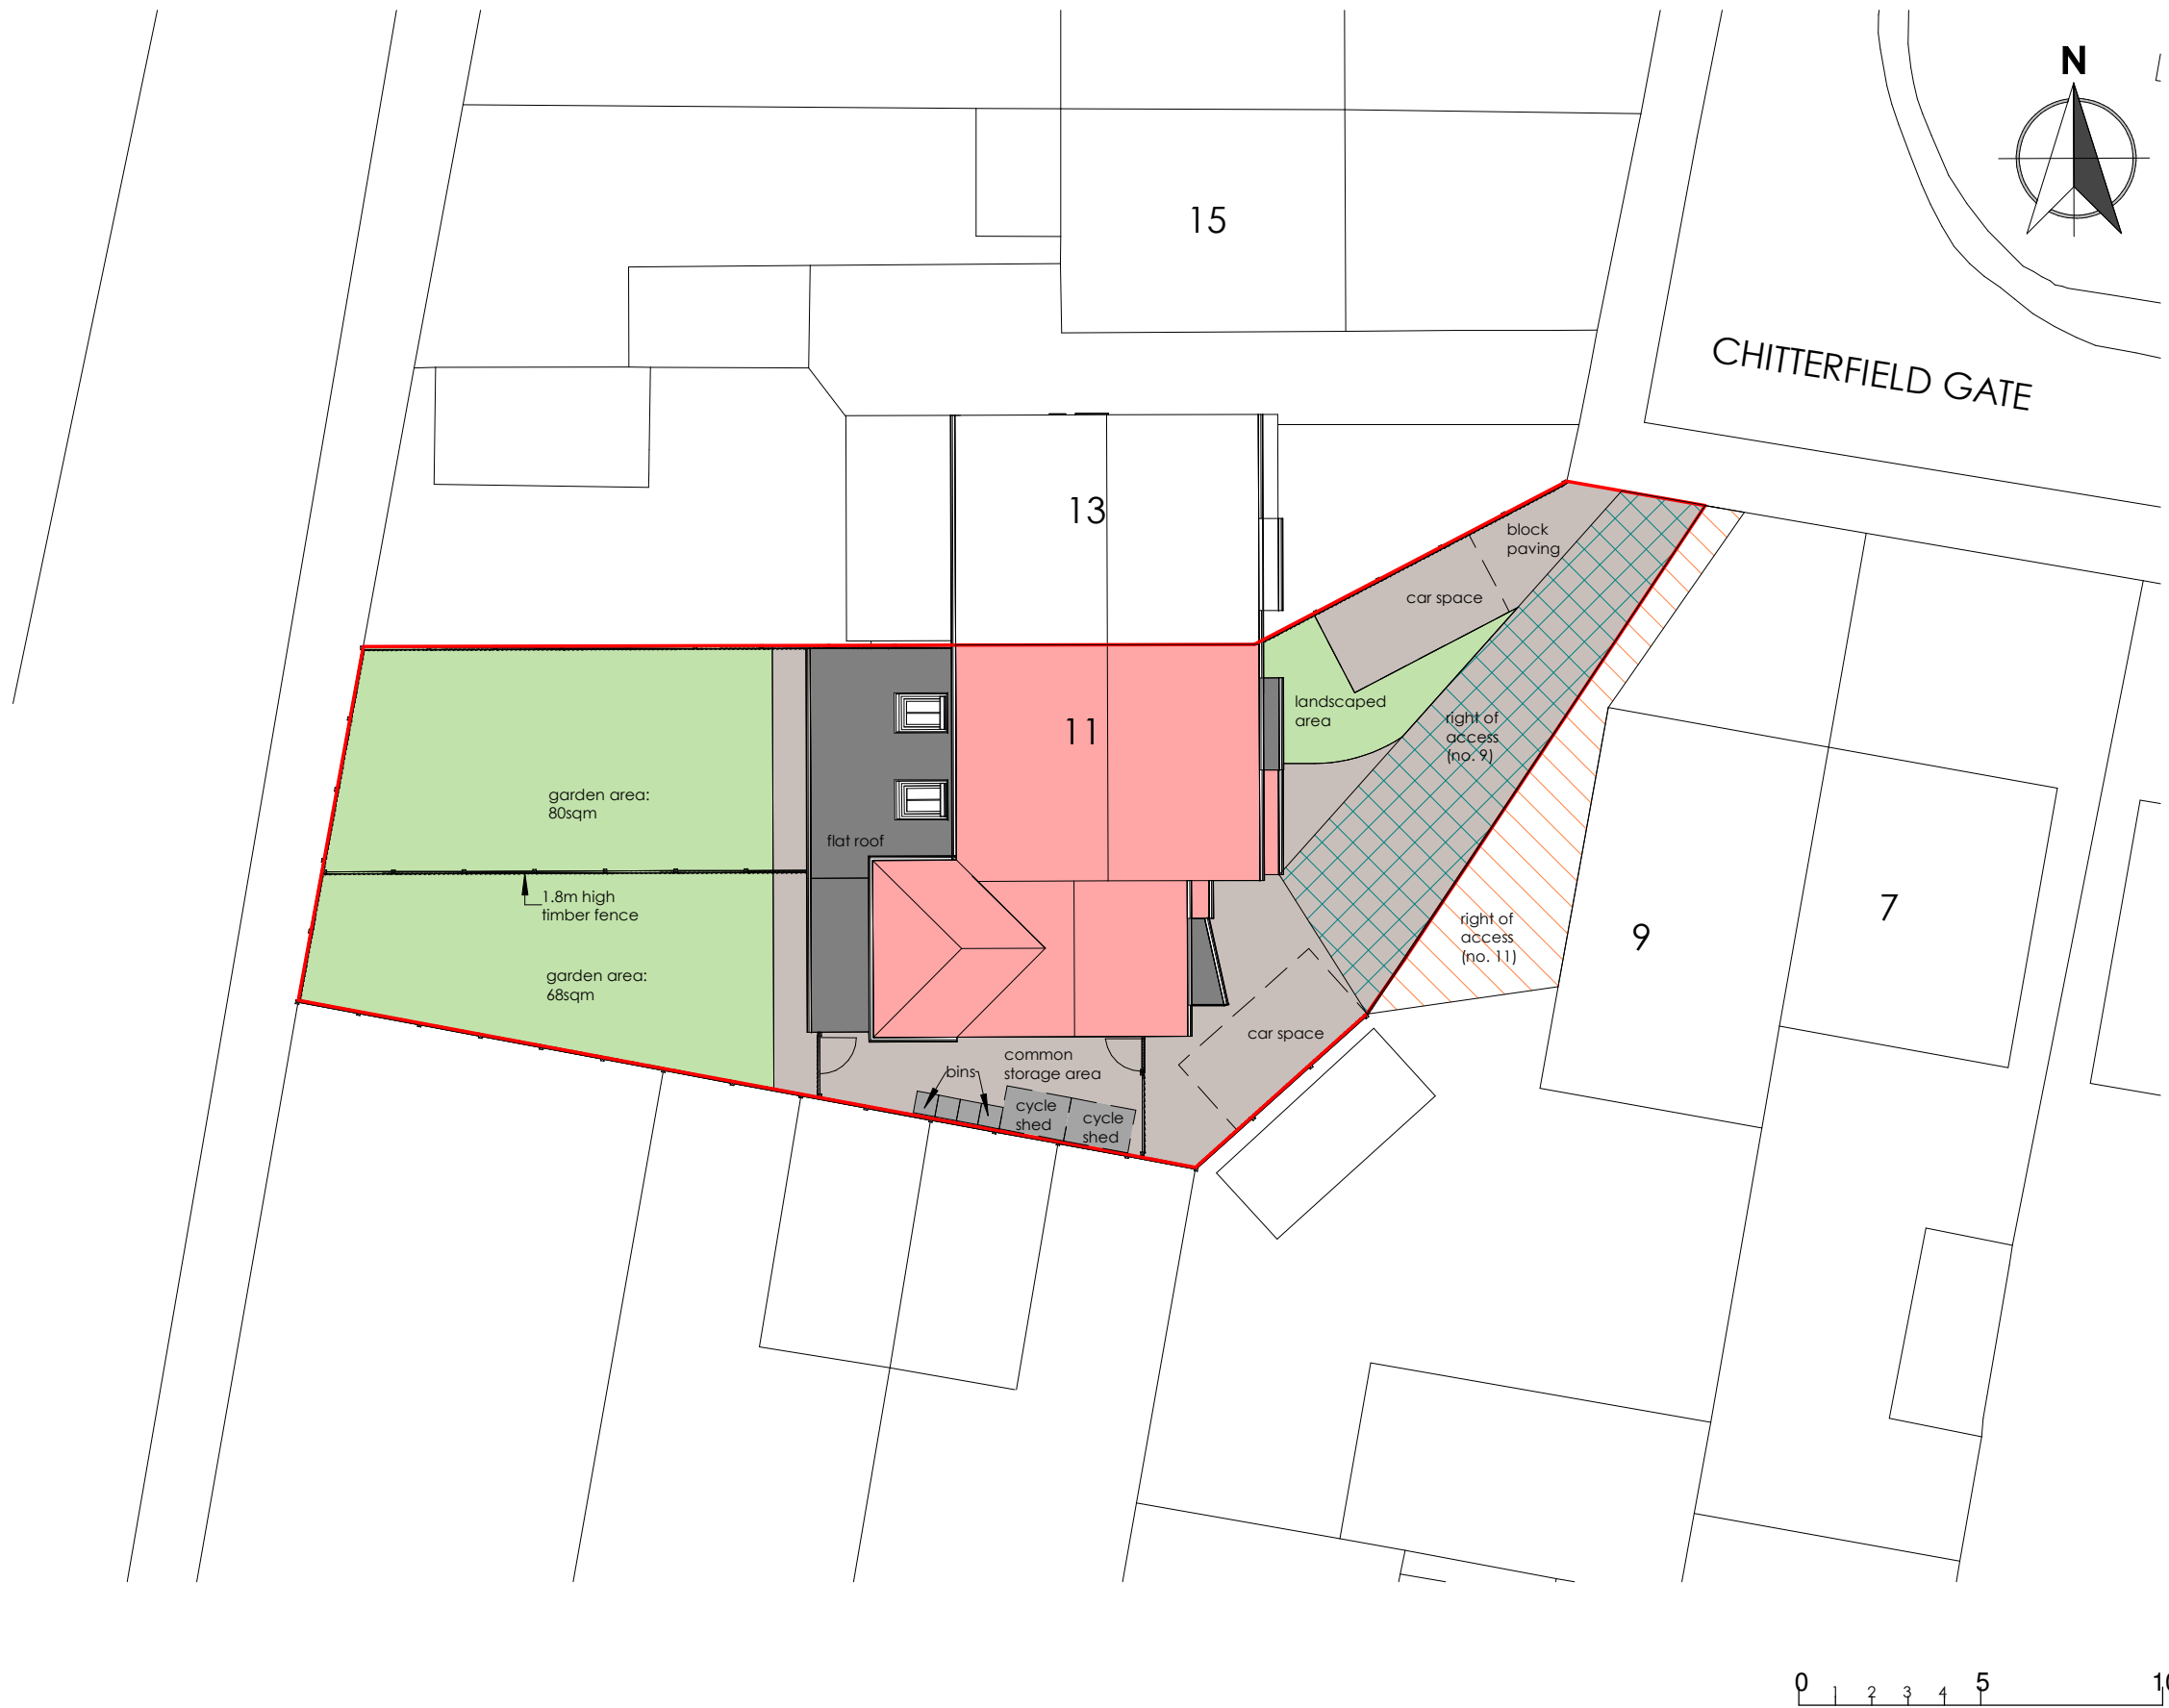 N
15
CHITTERFIELD GATE
13
block
paving
car space
11
landscaped
area
right of
access
(no. 9)
garden area:
80sqm
flat roof
1.8m high
timber fence
right of
access
(no. 11)
9
7
garden area:
68sqm
car space
common
storage area
bins
cycle
shed
cycle
shed
0 1 2 3 4 5